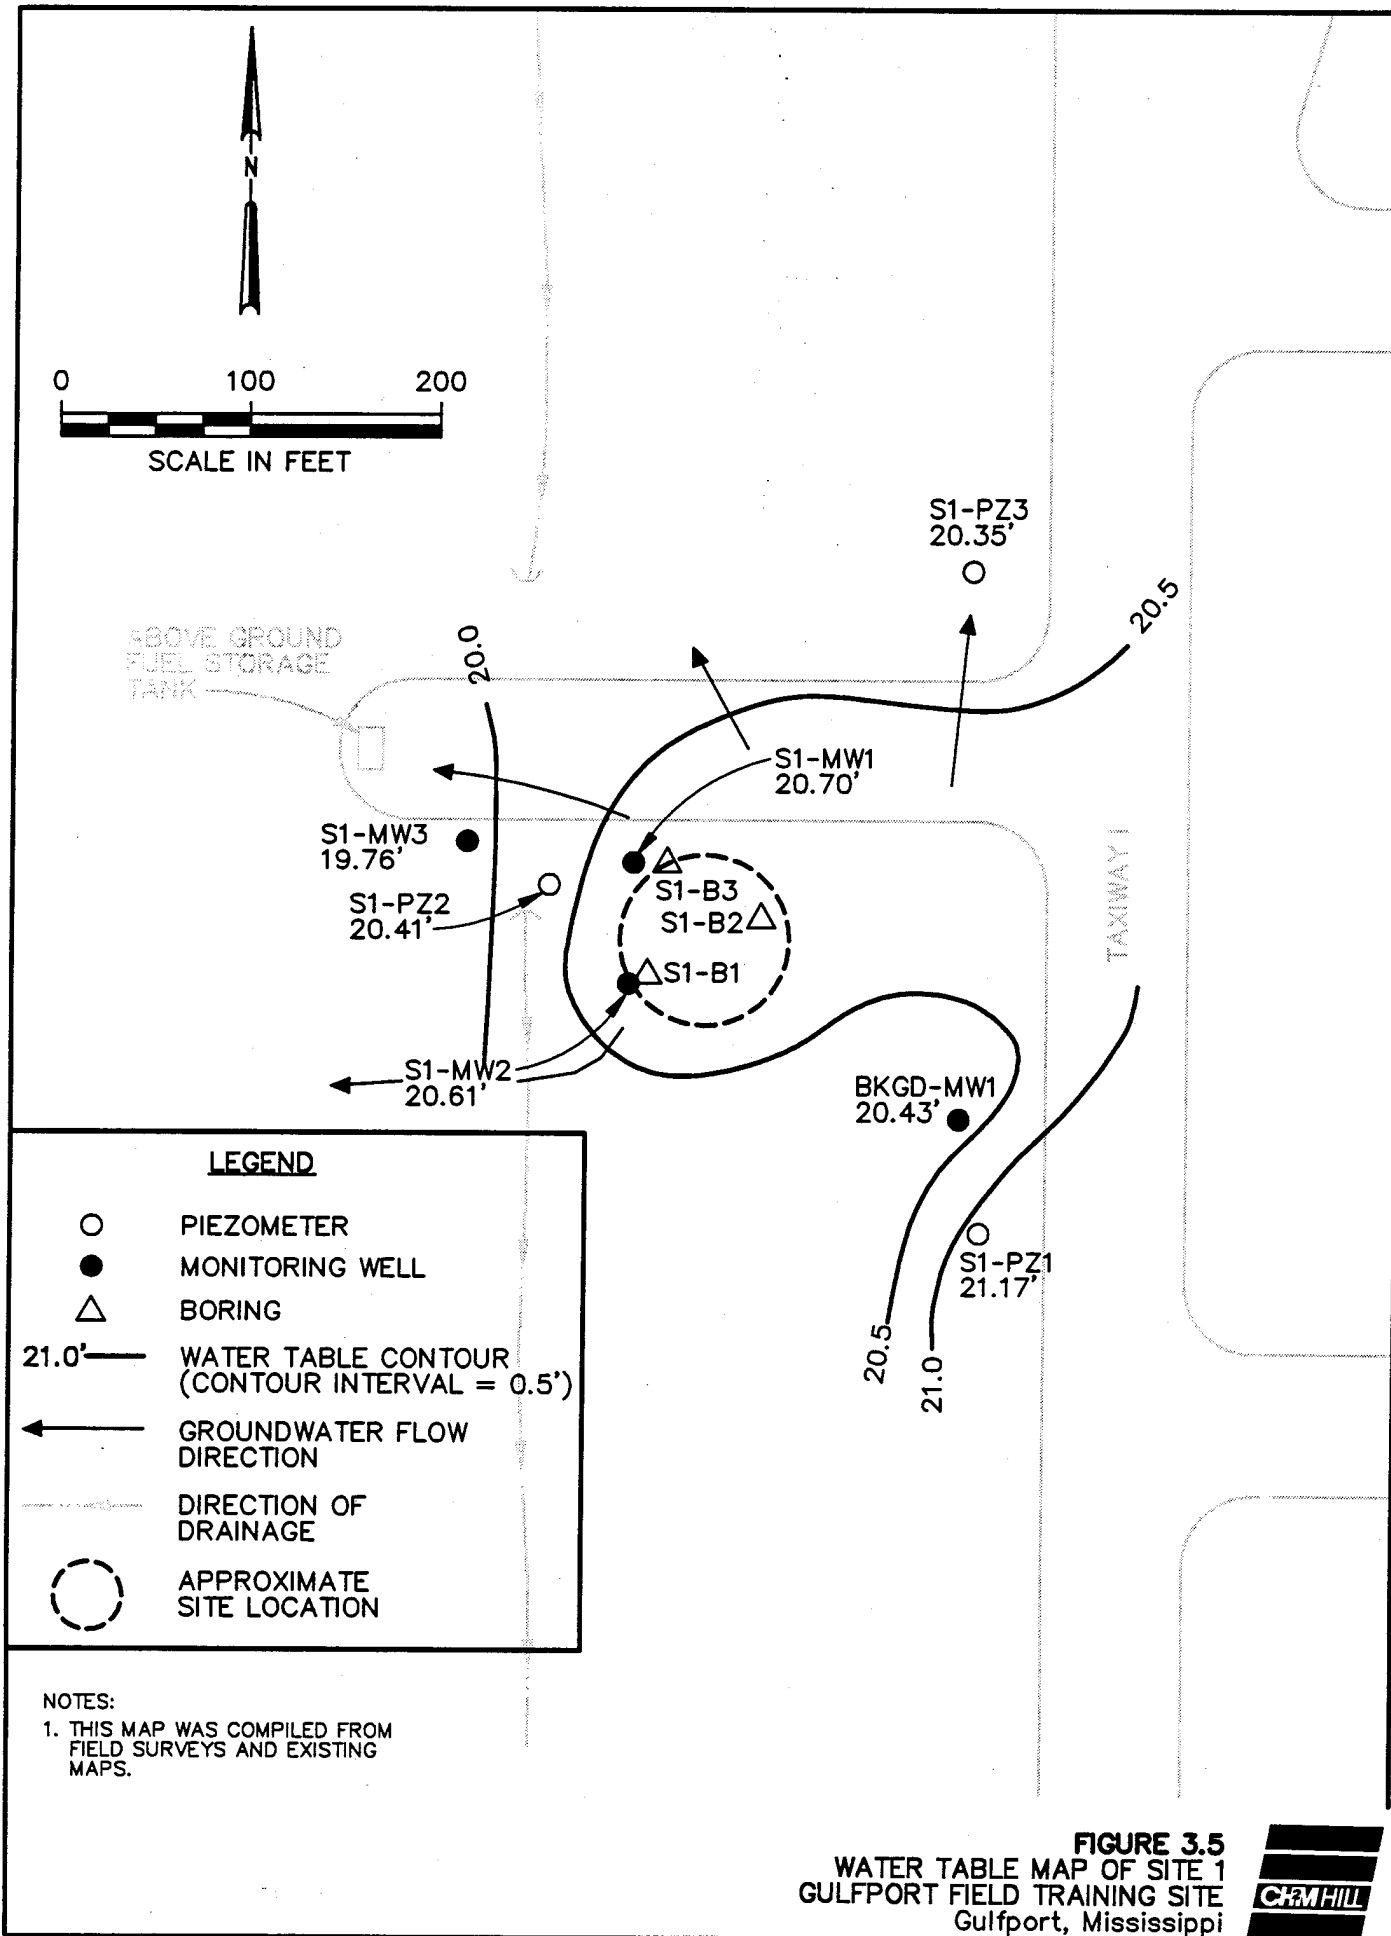 N
0 100 200
SCALE IN FEET
S1-PZ3
20.35'
20.5
ABOVE GROUND
FUEL STORAGE
TANK
20.0
S1-MW1
20.70'
S1-MW3
19.76'
S1-PZ2
20.41'
S1-B3
S1-B2
S1-B1
TAXIWAY I
S1-MW2
20.61'
BKGD-MW1
20.43'
S1-PZ1
21.17'
20.5
21.0
LEGEND
PIEZOMETER
MONITORING WELL
BORING
21.0' WATER TABLE CONTOUR
(CONTOUR INTERVAL = 0.5')
GROUNDWATER FLOW
DIRECTION
DIRECTION OF
DRAINAGE
APPROXIMATE
SITE LOCATION
NOTES:
1. THIS MAP WAS COMPILED FROM
FIELD SURVEYS AND EXISTING
MAPS.
FIGURE 3.5
WATER TABLE MAP OF SITE 1
GULFPORT FIELD TRAINING SITE
Gulfport, Mississippi
CH2M HILL